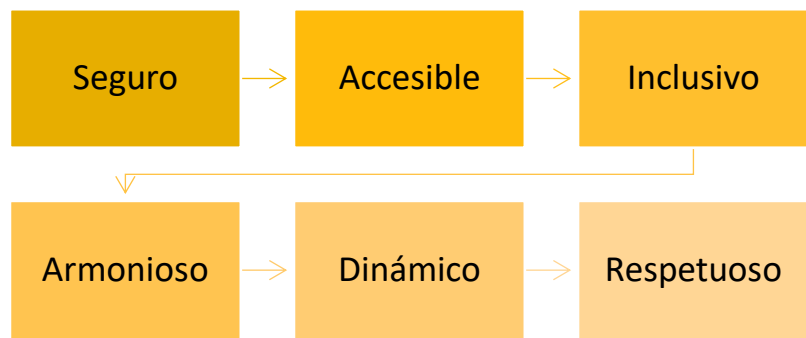 Seguro
Accesible
Inclusivo
Armonioso
Dinámico
Respetuoso